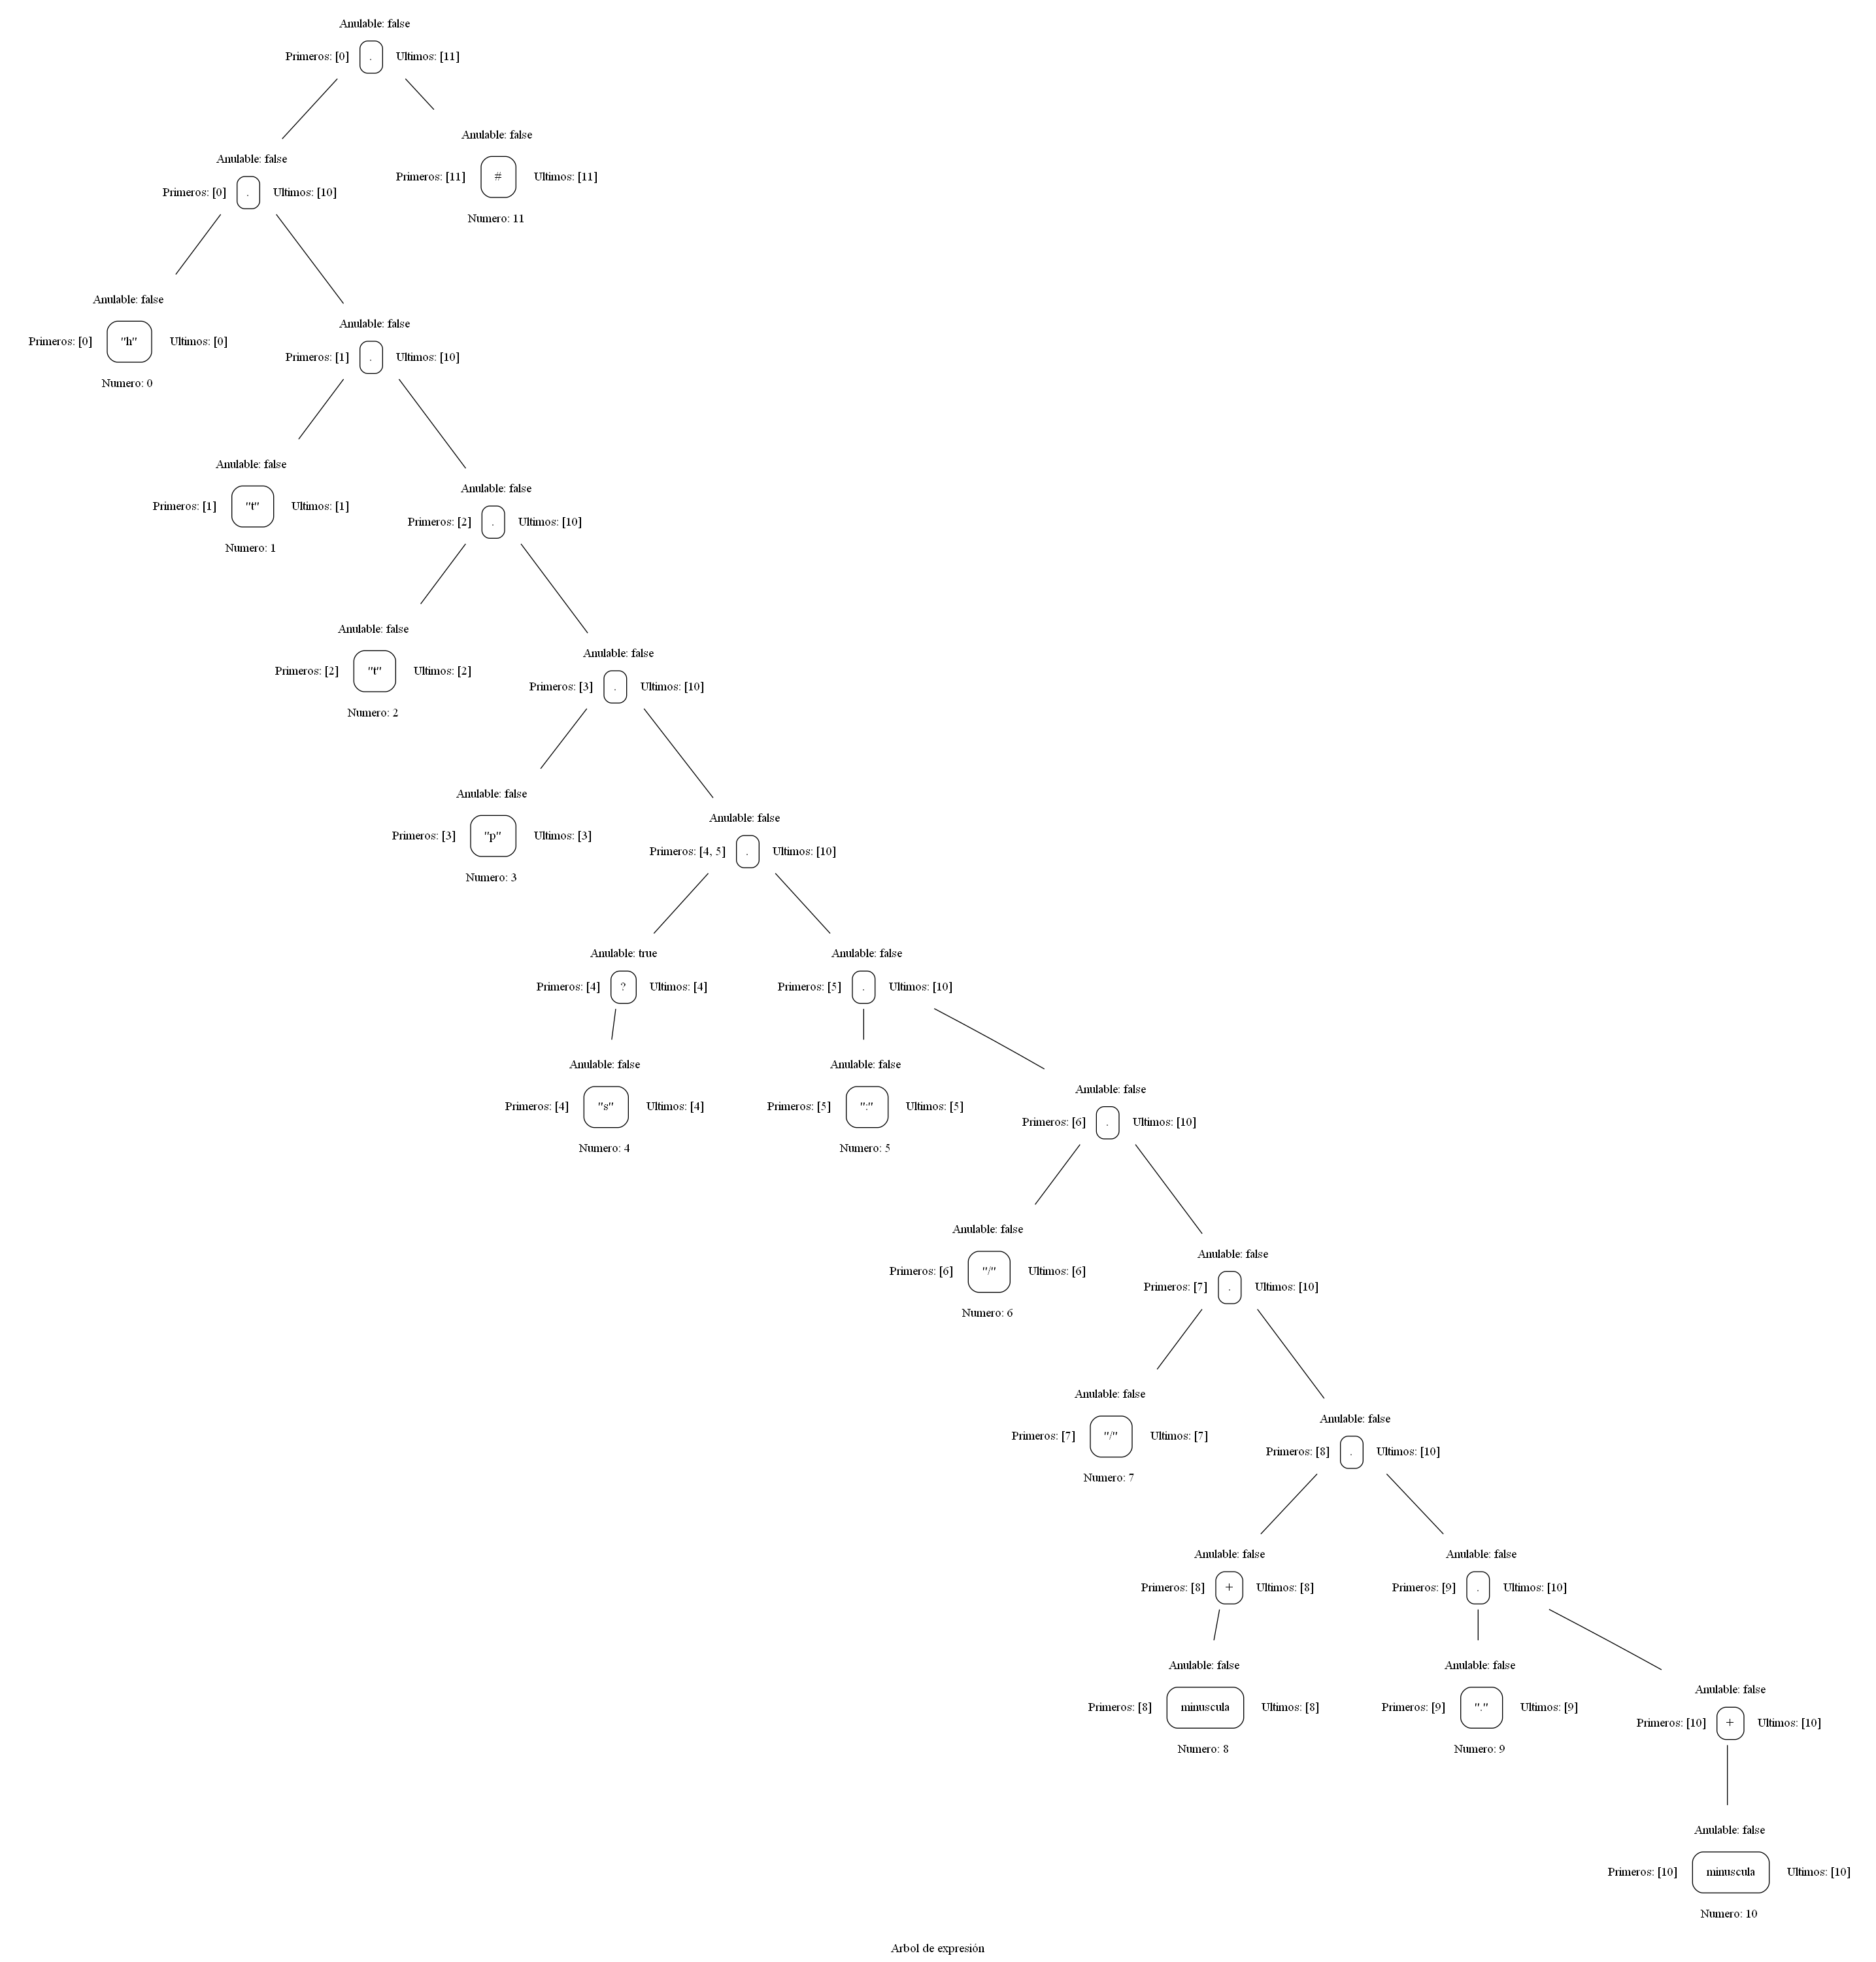 Anulable: false
Primeros: [0] . Ultimos: [11]
Anulable: false
Primeros: [11] # Ultimos: [11]
Numero: 11
Anulable: false
Primeros: [0] . Ultimos: [10]
Anulable: false
Primeros: [0] "h" Ultimos: [0]
Numero: 0
Anulable: false
Primeros: [1] . Ultimos: [10]
Anulable: false
Primeros: [1] "t" Ultimos: [1]
Numero: 1
Anulable: false
Primeros: [2] . Ultimos: [10]
Anulable: false
Primeros: [2] "t" Ultimos: [2]
Numero: 2
Anulable: false
Primeros: [3] . Ultimos: [10]
Anulable: false
Primeros: [3] "p" Ultimos: [3]
Numero: 3
Anulable: false
Primeros: [4, 5] . Ultimos: [10]
Anulable: true
Primeros: [4] ? Ultimos: [4]
Anulable: false
Primeros: [5] . Ultimos: [10]
Anulable: false
Primeros: [4] "s" Ultimos: [4]
Numero: 4
Anulable: false
Primeros: [5] ":" Ultimos: [5]
Numero: 5
Anulable: false
Primeros: [6] . Ultimos: [10]
Anulable: false
Primeros: [6] "/" Ultimos: [6]
Numero: 6
Anulable: false
Primeros: [7] . Ultimos: [10]
Anulable: false
Primeros: [7] "/" Ultimos: [7]
Numero: 7
Anulable: false
Primeros: [8] . Ultimos: [10]
Anulable: false
Primeros: [8] + Ultimos: [8]
Anulable: false
Primeros: [9] . Ultimos: [10]
Anulable: false
Primeros: [8] minuscula Ultimos: [8]
Numero: 8
Anulable: false
Primeros: [9] "." Ultimos: [9]
Numero: 9
Anulable: false
Primeros: [10] + Ultimos: [10]
Anulable: false
Primeros: [10] minuscula Ultimos: [10]
Numero: 10
Arbol de expresión